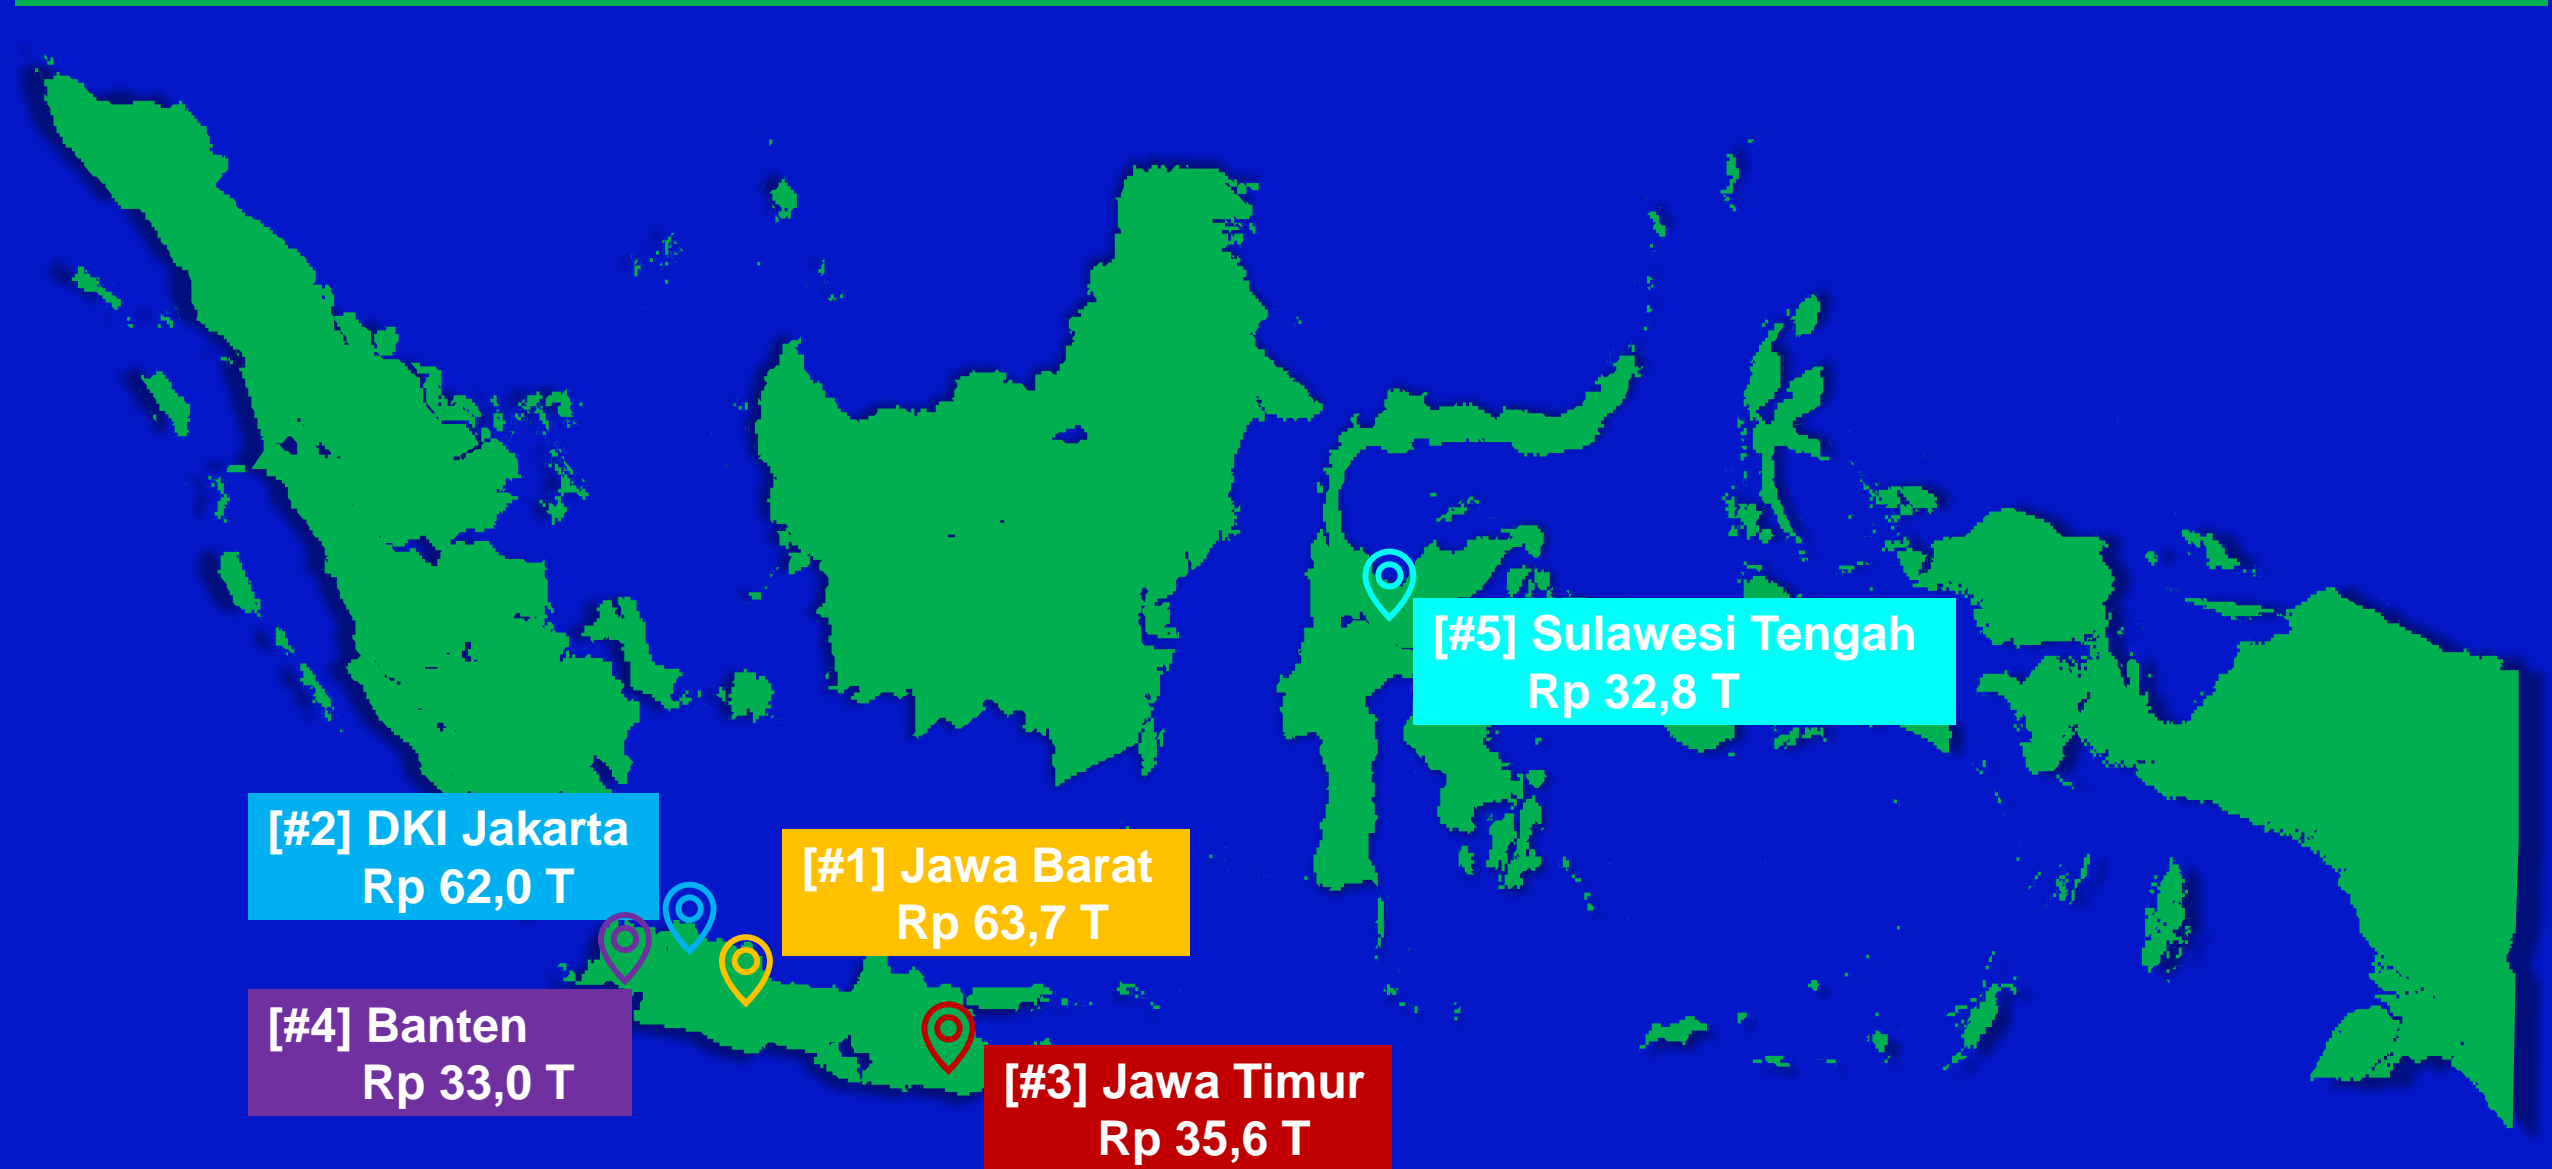 [#5] Sulawesi Tengah
Rp 32,8 T
[#2] DKI Jakarta
Rp 62,0 T
[#1] Jawa Barat
Rp 63,7 T
[#4] Banten
Rp 33,0 T
[#3] Jawa Timur
Rp 35,6 T